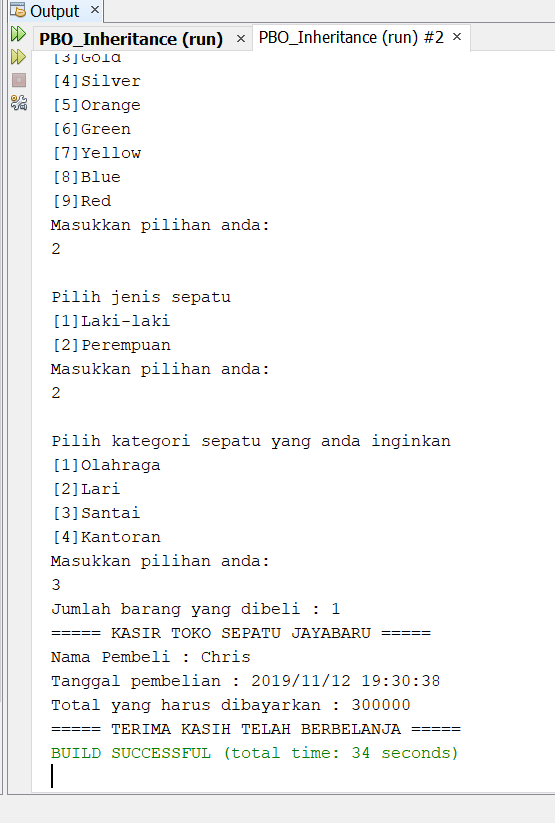 Output ×
PBO_Inheritance (run) × PBO_Inheritance (run) #2 ×
[3]Gold
[4]Silver
[5]Orange
[6]Green
[7]Yellow
[8]Blue
[9]Red
Masukkan pilihan anda:
2
Pilih jenis sepatu
[1]Laki-laki
[2]Perempuan
Masukkan pilihan anda:
2
Pilih kategori sepatu yang anda inginkan
[1]Olahraga
[2]Lari
[3]Santai
[4]Kantoran
Masukkan pilihan anda:
3
Jumlah barang yang dibeli : 1
===== KASIR TOKO SEPATU JAYABARU =====
Nama Pembeli : Chris
Tanggal pembelian : 2019/11/12 19:30:38
Total yang harus dibayarkan : 300000
===== TERIMA KASIH TELAH BERBELANJA =====
BUILD SUCCESSFUL (total time: 34 seconds)